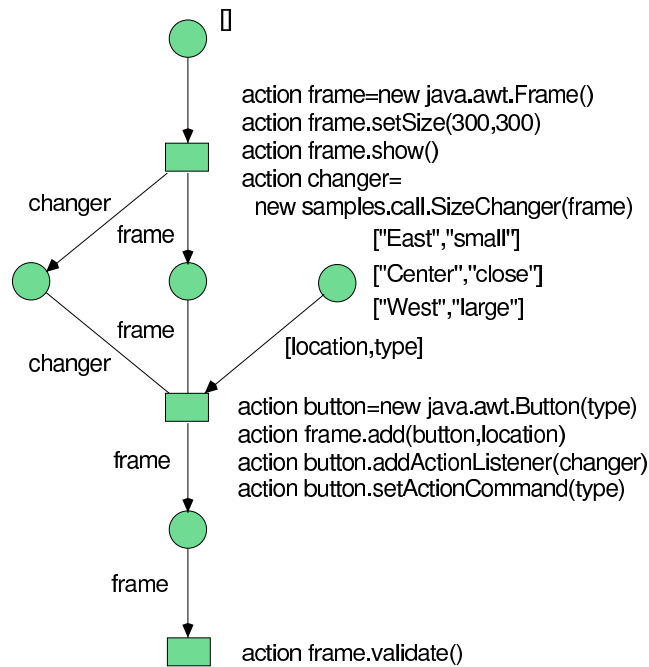 []
action frame=new java.awt.Frame()
action frame.setSize(300,300)
action frame.show()
action changer=
new samples.call.SizeChanger(frame)
changer
frame
["East","small"]
["Center","close"]
["West","large"]
frame
changer
[location,type]
action button=new java.awt.Button(type)
action frame.add(button,location)
action button.addActionListener(changer)
action button.setActionCommand(type)
frame
frame
action frame.validate()